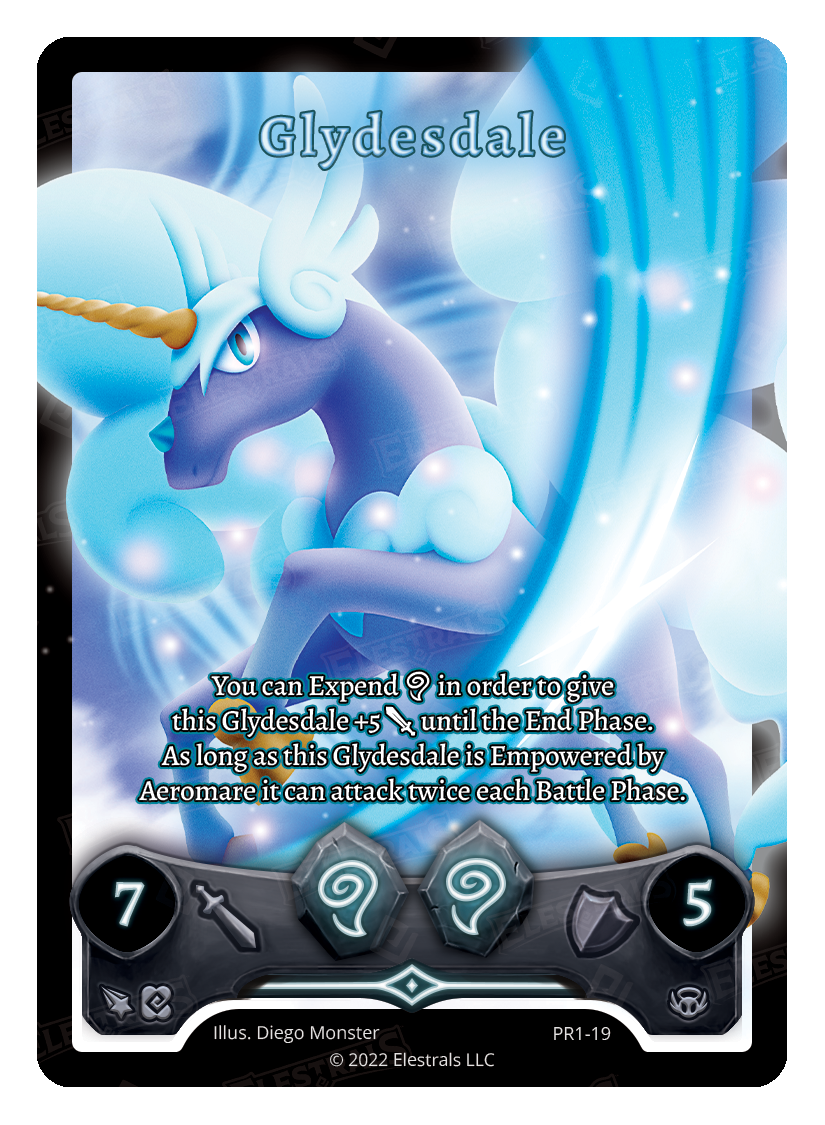 Glydesdale
You can Expend in order to give
this Glydesdale +5 until the End Phase.
As long as this Glydesdale is Empowered by
Aeromare it can attack twice each Battle Phase.
7 5
Illus. Diego Monster PR1-19
© 2022 Elestrals LLC
ELESTRALS